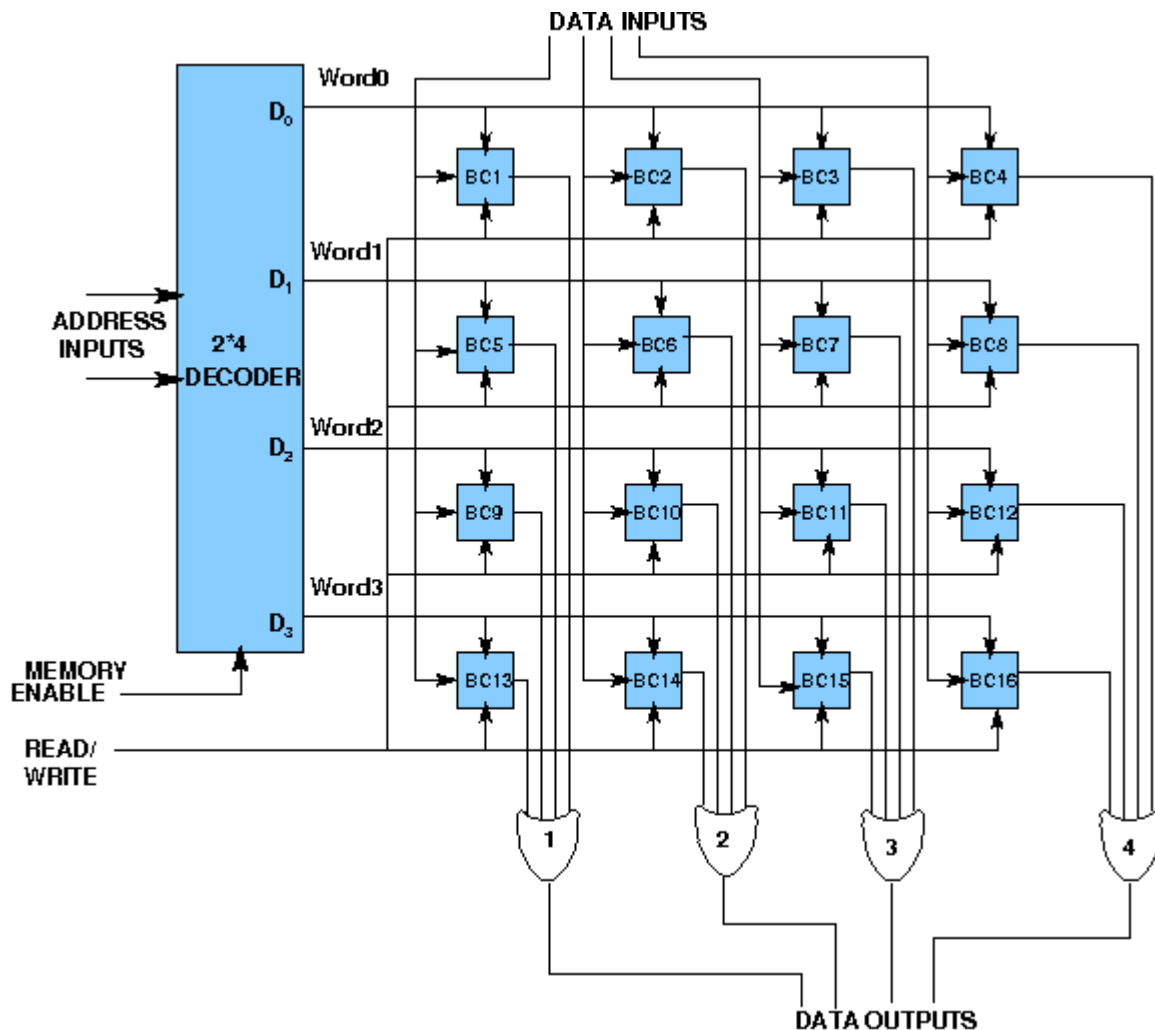 DATA INPUTS
Word0
D0
BC1
BC2
BC3
BC4
Word1
D1
ADDRESS
INPUTS
2*4
DECODER
BC5
BC6
BC7
BC8
Word2
D2
BC9
BC10
BC11
BC12
Word3
D3
MEMORY
ENABLE
BC13
BC14
BC15
BC16
READ/
WRITE
1
2
3
4
DATA OUTPUTS